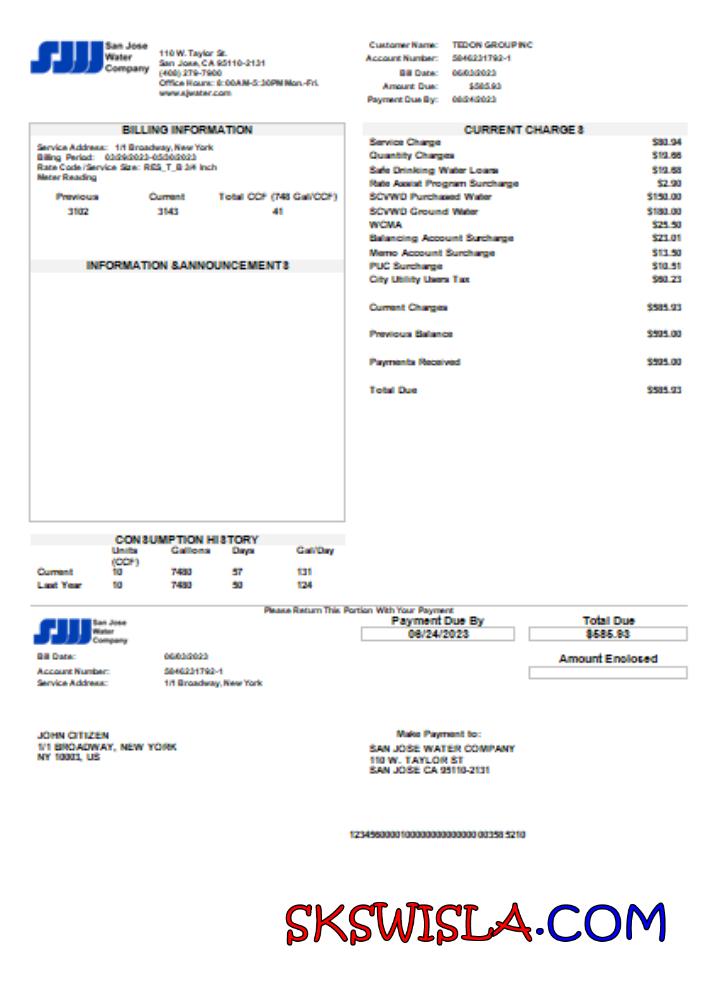 San Jose
Water
Company
110 W. Taylor St.
San Jose, CA 95110-2131
(408) 279-7900
Office Hours: 8:00AM-5:30PM Mon.-Fri.
www.sjwater.com
Customer Name: TEDON GROUP INC
Account Number: 5846231792-1
Bill Date: 06/03/2023
Amount Due: $585.93
Payment Due By: 06/24/2023
BILLING INFORMATION
Service Address: 1/1 Broadway, New York
Billing Period: 03/29/2023-05/30/2023
Rate Code/Service Size: RES_T_B 3/4 Inch
Meter Reading
Previous Current Total CCF (748 Gal/CCF)
3102 3143 41
INFORMATION & ANNOUNCEMENTS
CURRENT CHARGES
Service Charge $80.94
Quantity Charges $19.66
Safe Drinking Water Loans $19.68
Rate Assist Program Surcharge $2.90
SCVWD Purchased Water $150.00
SCVWD Ground Water $180.00
WCMA $25.50
Balancing Account Surcharge $23.01
Memo Account Surcharge $13.50
PUC Surcharge $10.51
City Utility Users Tax $60.23
Current Charges $585.93
Previous Balance $595.00
Payments Received $595.00
Total Due $585.93
CONSUMPTION HISTORY
Units (CCF) Gallons Days Gal/Day
Current 10 7480 57 131
Last Year 10 7480 50 124
Please Return This Portion With Your Payment
San Jose
Water
Company
Payment Due By
06/24/2023
Total Due
$585.93
Amount Enclosed
Bill Date: 06/03/2023
Account Number: 5846231792-1
Service Address: 1/1 Broadway, New York
JOHN CITIZEN
1/1 BROADWAY, NEW YORK
NY 10003, US
Make Payment to:
SAN JOSE WATER COMPANY
110 W. TAYLOR ST
SAN JOSE CA 95110-2131
SKSWISLA.COM